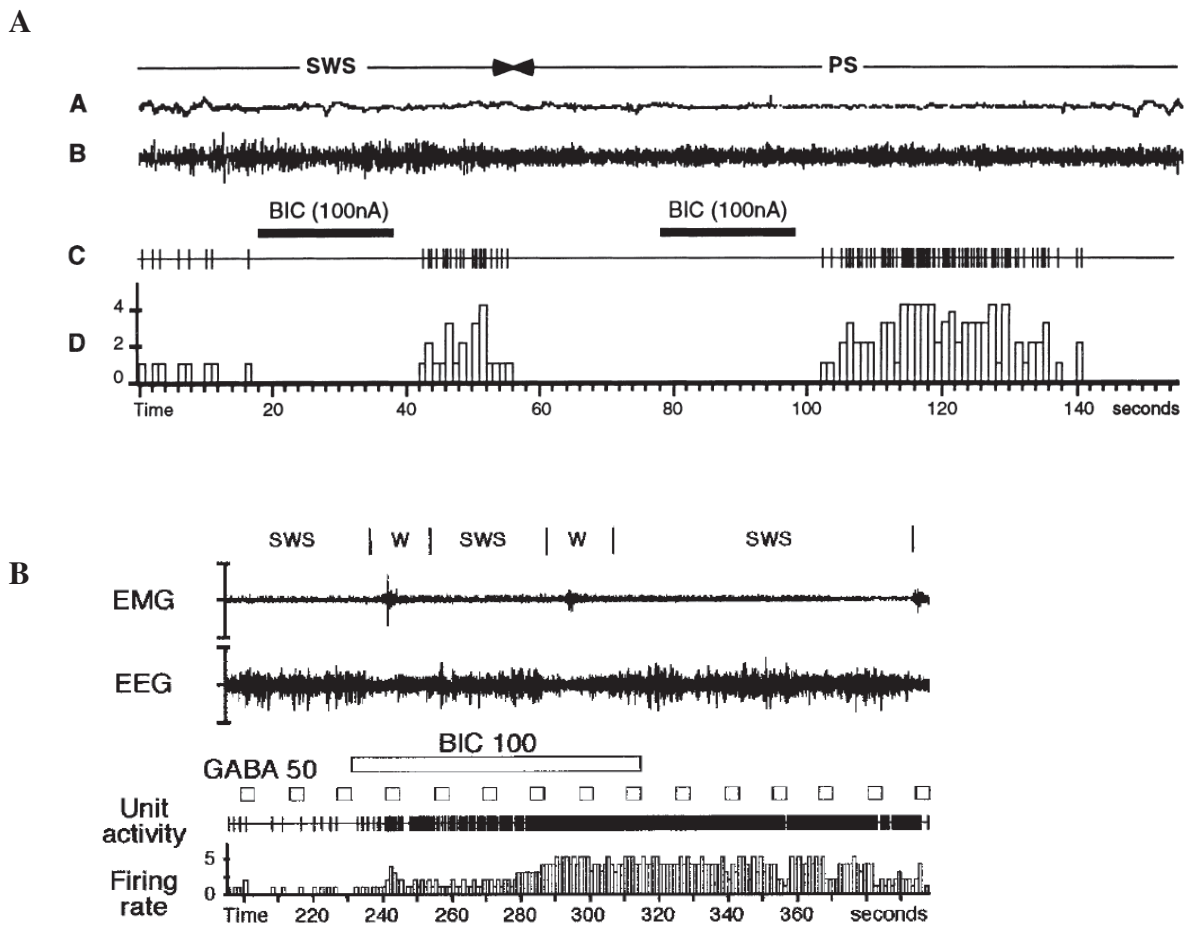 A
SWS PS
A
B
BIC (100nA) BIC (100nA)
C
4
D 2
0
Time 20 40 60 80 100 120 140 seconds
SWS W SWS W SWS
B
EMG
EEG
BIC 100
GABA 50
Unit
activity
5
Firing 0
rate
Time 220 240 260 280 300 320 340 360 seconds